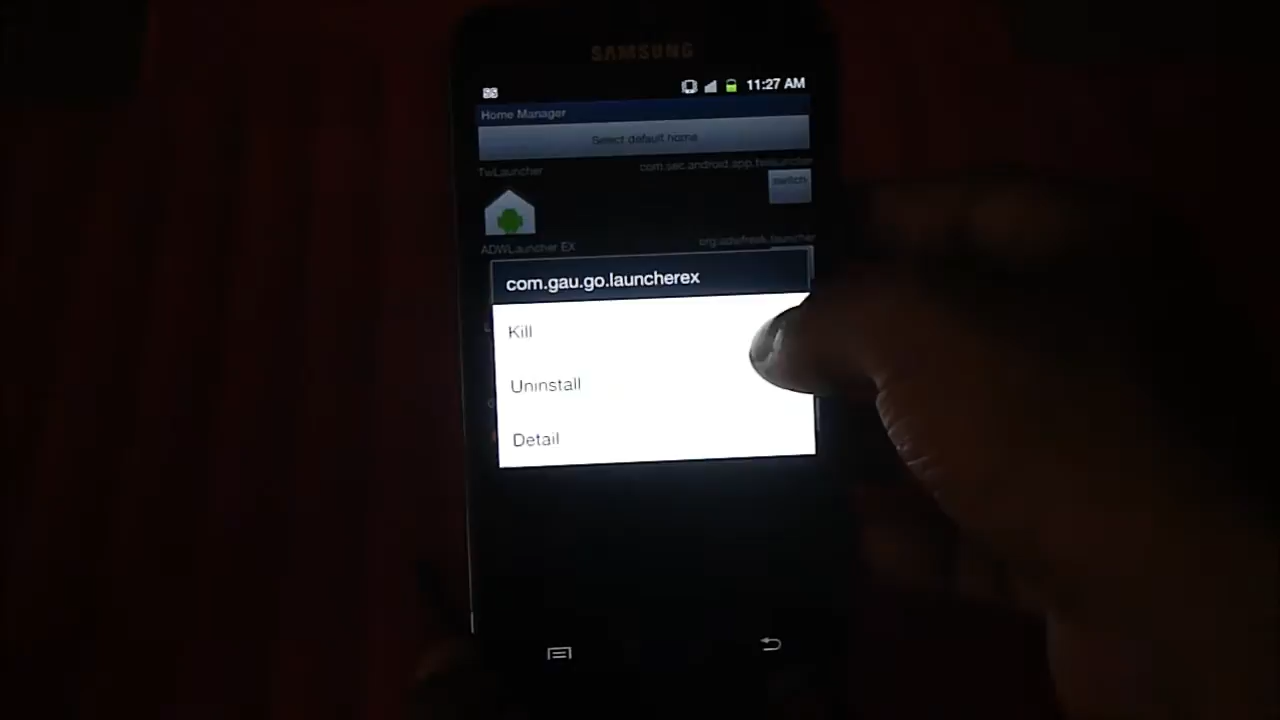 SAMSUNG
11:27 AM
Home Manager
Select default home
TwLauncher
com.sec.android.app.twlauncher
switch
ADWLauncher EX
org.adwfreak.launcher
com.gau.go.launcherex
Kill
Uninstall
Detail